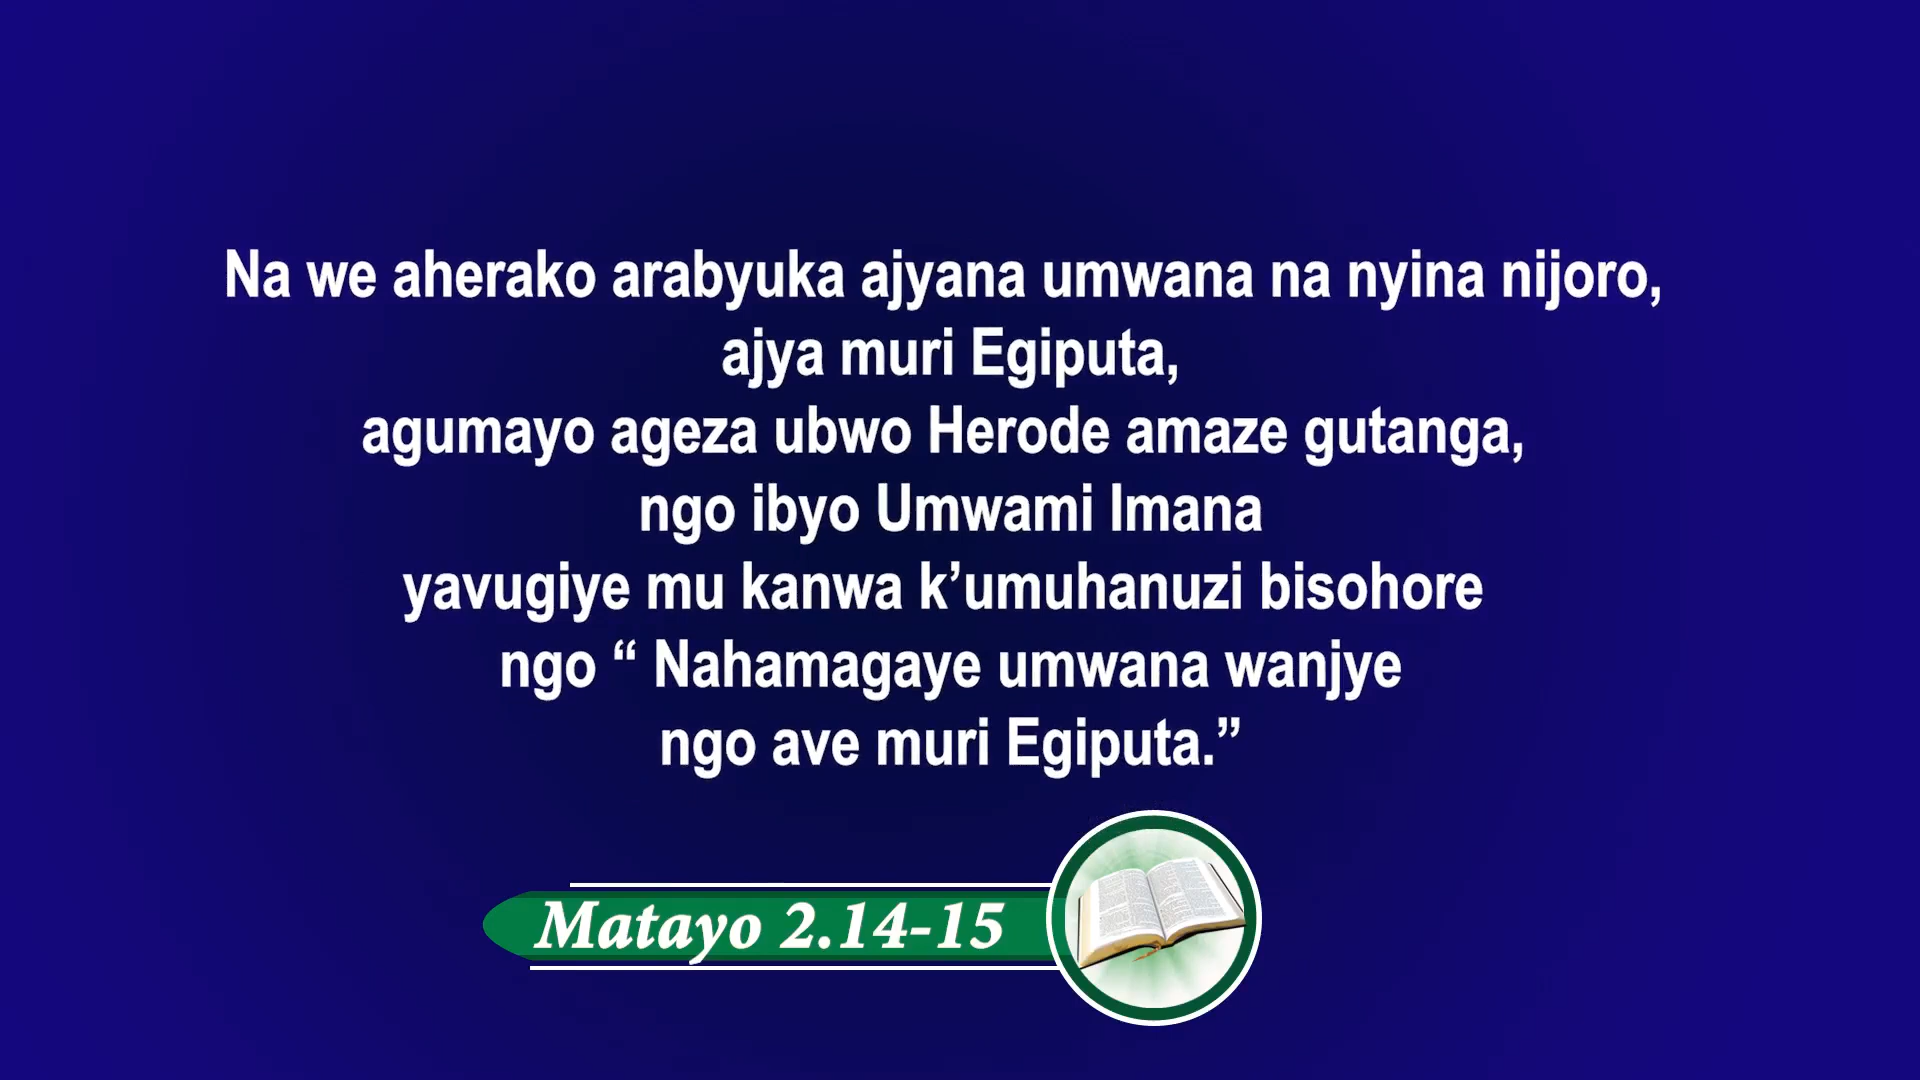 Na we aherako arabyuka ajyana umwana na nyina nijoro,
ajya muri Egiputa,
agumayo ageza ubwo Herode amaze gutanga,
ngo ibyo Umwami Imana
yavugiye mu kanwa k’umuhanuzi bisohore
ngo “ Nahamagaye umwana wanjye
ngo ave muri Egiputa.”
Matayo 2.14-15